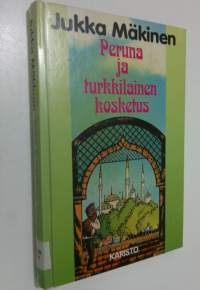 Jukka Mäkinen
Peruna
ja
turkkilainen
kosketus
KARISTO